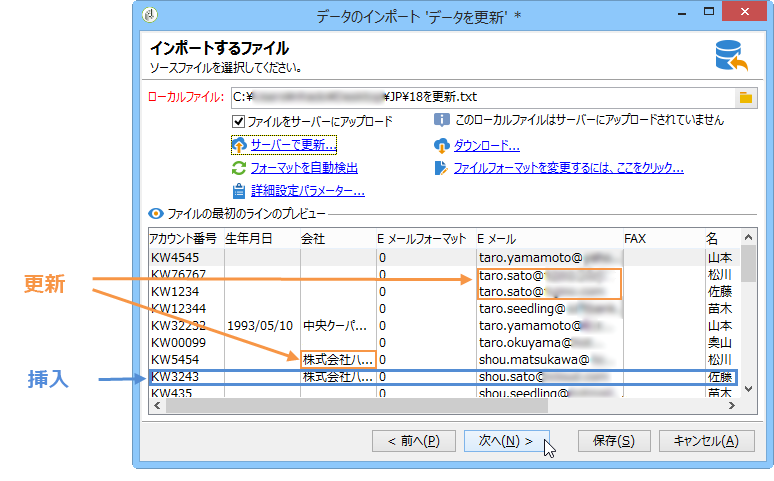 データのインポート 'データを更新' *
インポートするファイル
ソースファイルを選択してください。
ローカルファイル: C:¥ ¥JP¥18を更新.txt
ファイルをサーバーにアップロード このローカルファイルはサーバーにアップロードされていません
サーバーで更新... ダウンロード...
フォーマットを自動検出 ファイルフォーマットを変更するには、ここをクリック...
詳細設定パラメーター...
ファイルの最初のラインのプレビュー
アカウント番号 生年月日 会社 E メールフォーマット E メール FAX 名
KW4545 0 taro.yamamoto@ 山本
KW76767 0 taro.sato@ 松川
更新
KW1234 0 taro.sato@ 佐藤
KW12344 0 taro.seedling@ 苗木
KW32232 1993/05/10 中央クーパ... 0 taro.yamamoto@ 山本
KW00099 0 taro.okuyama@ 奥山
KW5454 株式会社ハ... 0 shou.matsukawa@ 松川
挿入
KW3243 株式会社ハ... 0 shou.sato@ 佐藤
KW435 0 shou.seedling@ 苗木
< 前へ(P) 次へ(N) > 保存(S) キャンセル(A)